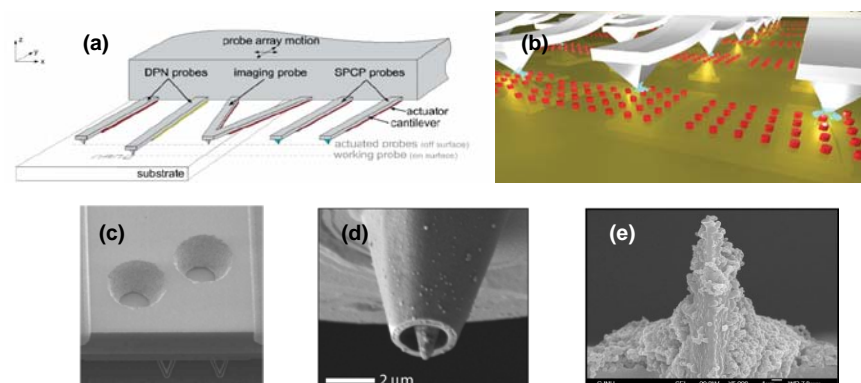 (a)
z
y
x
probe array motion
DPN probes
imaging probe
SPCP probes
actuator
cantilever
actuated probes (off surface)
working probe (on surface)
substrate
(b)
(c)
(d)
2 μm
(e)